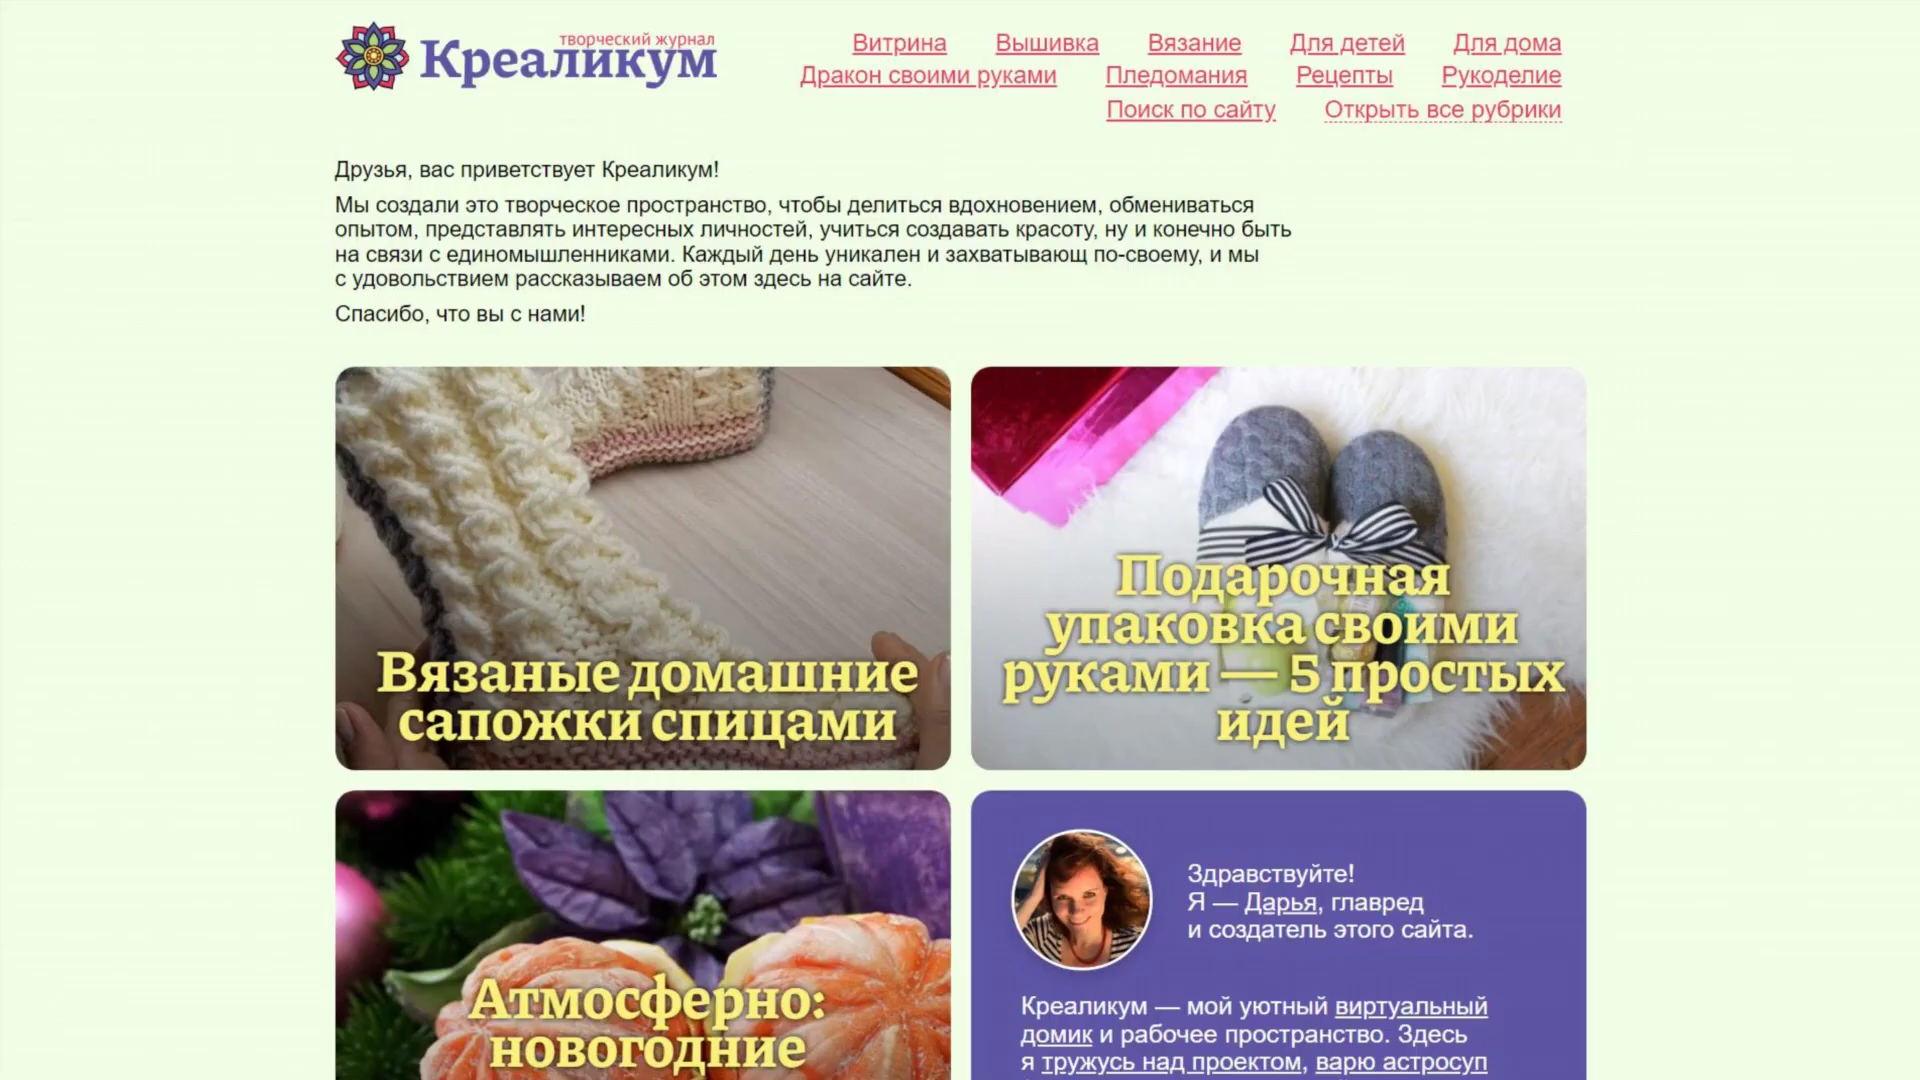 творческий журнал
Креаликум
Витрина Вышивка Вязание Для детей Для дома
Дракон своими руками Пледомания Рецепты Рукоделие
Поиск по сайту Открыть все рубрики
Друзья, вас приветствует Креаликум!
Мы создали это творческое пространство, чтобы делиться вдохновением, обмениваться
опытом, представлять интересных личностей, учиться создавать красоту, ну и конечно быть
на связи с единомышленниками. Каждый день уникален и захватывающ по-своему, и мы
с удовольствием рассказываем об этом здесь на сайте.
Спасибо, что вы с нами!
Вязаные домашние
сапожки спицами
Подарочная
упаковка своими
руками — 5 простых
идей
Атмосферно:
новогодние
Здравствуйте!
Я — Дарья, главред
и создатель этого сайта.
Креаликум — мой уютный виртуальный
домик и рабочее пространство. Здесь
я тружусь над проектом, варю астросуп